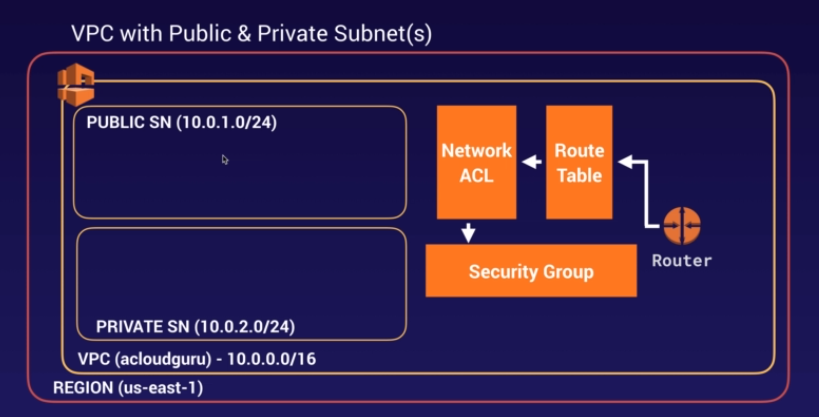 VPC with Public & Private Subnet(s)
PUBLIC SN (10.0.1.0/24)
Network
ACL
Route
Table
Router
Security Group
PRIVATE SN (10.0.2.0/24)
VPC (acloudguru) - 10.0.0.0/16
REGION (us-east-1)